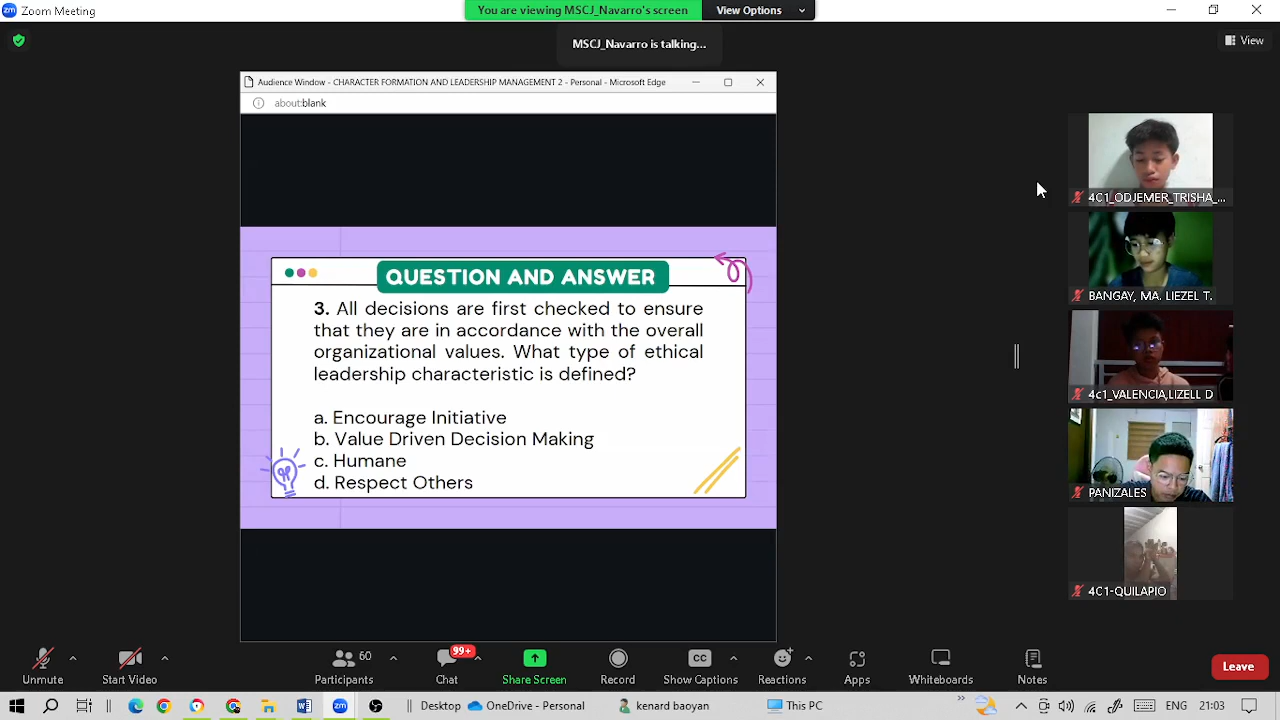 Zoom Meeting
You are viewing MSCJ_Navarro's screen
View Options
MSCJ_Navarro is talking...
View
Audience Window - CHARACTER FORMATION AND LEADERSHIP MANAGEMENT 2 - Personal - Microsoft Edge
about:blank
QUESTION AND ANSWER
3. All decisions are first checked to ensure
that they are in accordance with the overall
organizational values. What type of ethical
leadership characteristic is defined?
a. Encourage Initiative
b. Value Driven Decision Making
c. Humane
d. Respect Others
4C1_ODJEMER_TRISHA_...
BANGAY, MA. LIEZEL T.
4c1_VALENCIA,LIZELL D
PANIZALES
4C1-QUILAPIO
Unmute
Start Video
60
Participants
99+
Chat
Share Screen
Record
CC
Show Captions
Reactions
Apps
Whiteboards
Notes
Leave
Desktop
OneDrive - Personal
kenard baoyan
This PC
ENG
21:03